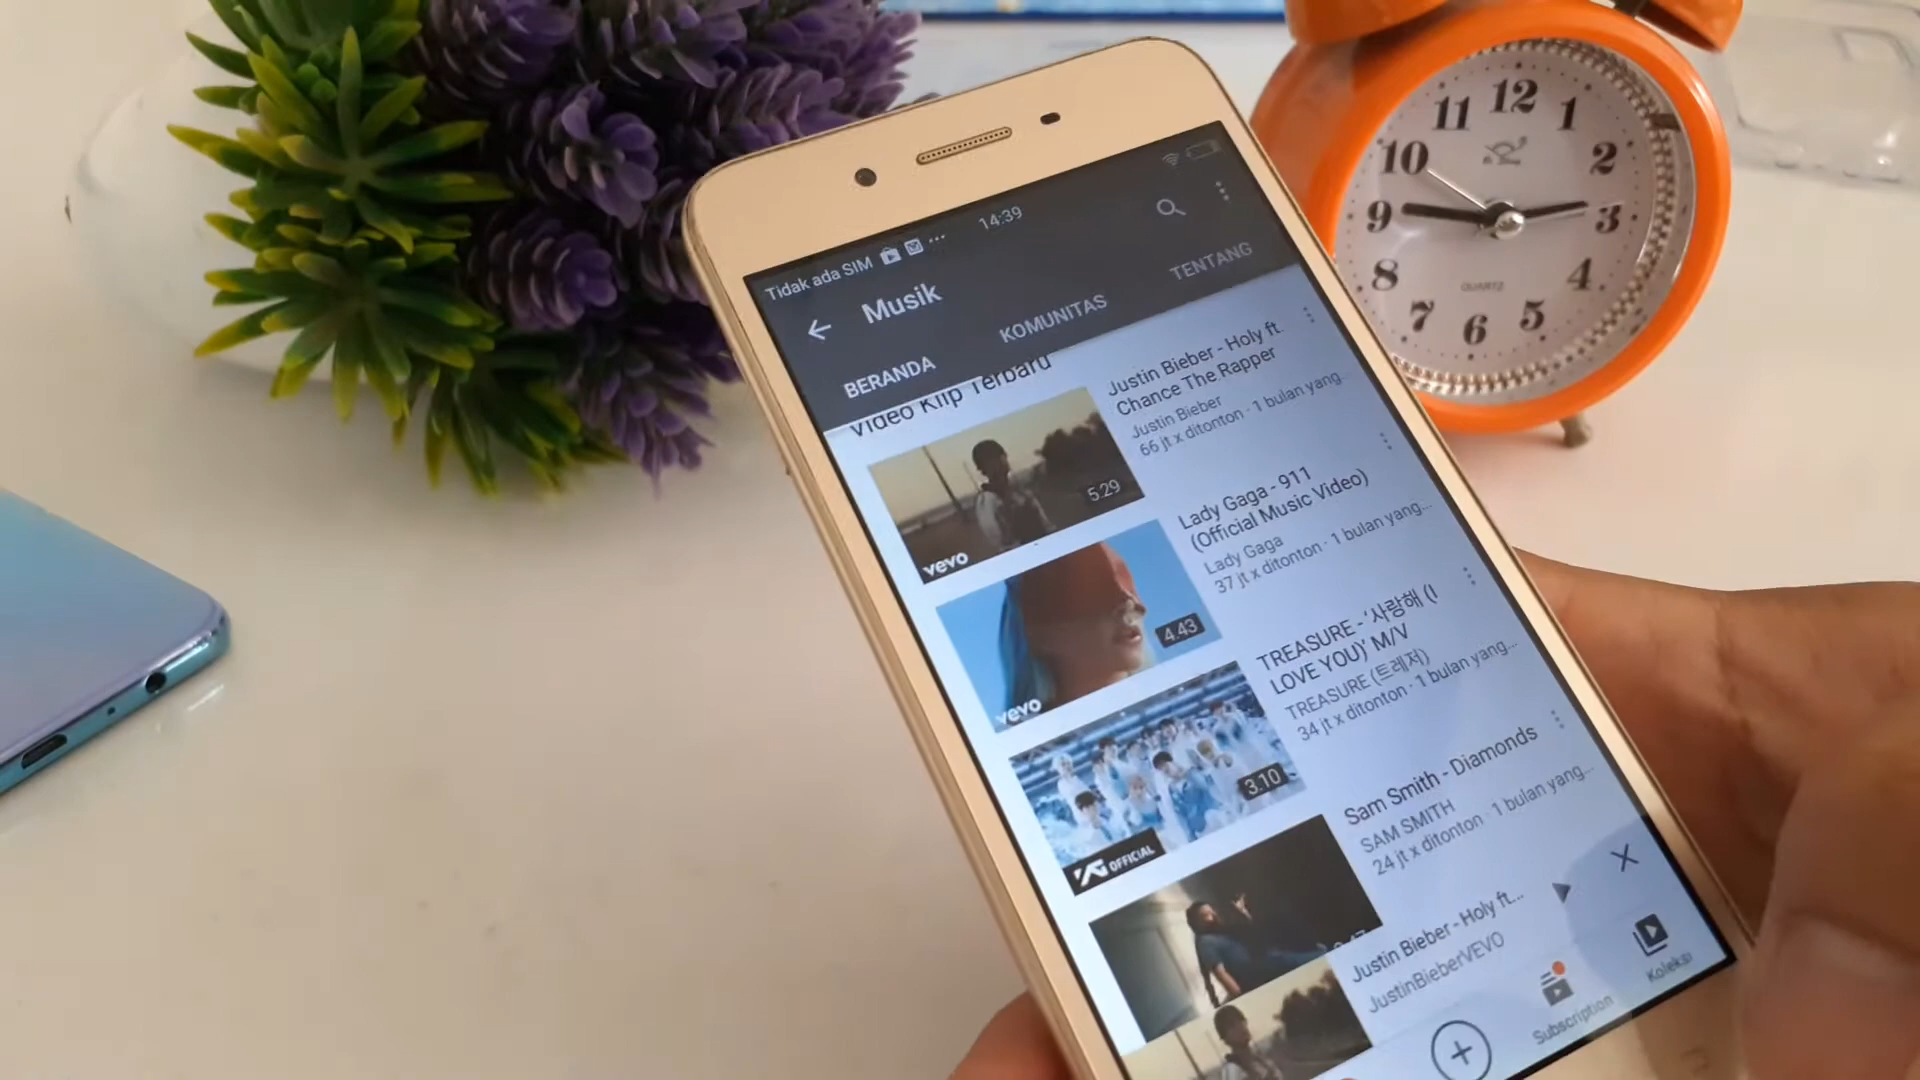 Tidak ada SIM
14:39
Musik
BERANDA
KOMUNITAS
TENTANG
Video Klip Terbaru
Justin Bieber - Holy ft.
Chance The Rapper
Justin Bieber
66 jt x ditonton · 1 bulan yang...
5.29
vevo
Lady Gaga - 911
(Official Music Video)
Lady Gaga
37 jt x ditonton · 1 bulan yang...
4.43
vevo
TREASURE - '사랑해 (I
LOVE YOU)' M/V
TREASURE (트레저)
34 jt x ditonton · 1 bulan yang...
3.10
YG OFFICIAL
Sam Smith - Diamonds
SAM SMITH
24 jt x ditonton · 1 bulan yang...
Justin Bieber - Holy ft...
JustinBieberVEVO
Subscription
Koleksi
12
1
2
3
4
5
6
7
8
9
10
11
QUARTZ